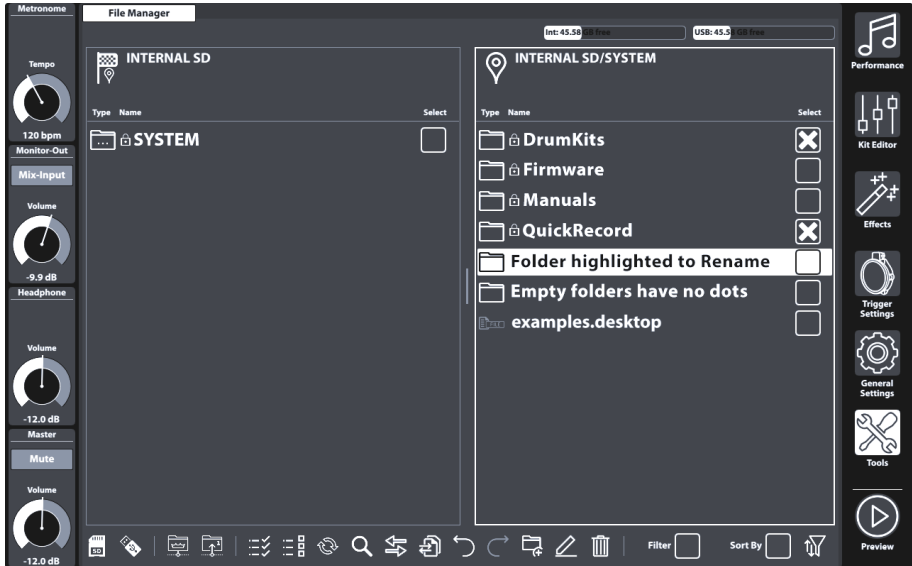 Metronome
Tempo
120 bpm
Monitor-Out
Mix-Input
Volume
-9.9 dB
Headphone
Volume
-12.0 dB
Master
Mute
Volume
-12.0 dB
File Manager
Int: 45.58 GB free
USB: 45.58 GB free
INTERNAL SD
Type Name Select
... SYSTEM
INTERNAL SD/SYSTEM
Type Name Select
DrumKits
Firmware
Manuals
QuickRecord
Folder highlighted to Rename
Empty folders have no dots
FILE examples.desktop
SD
Filter
Sort By
Performance
Kit Editor
Effects
Trigger
Settings
General
Settings
Tools
Preview